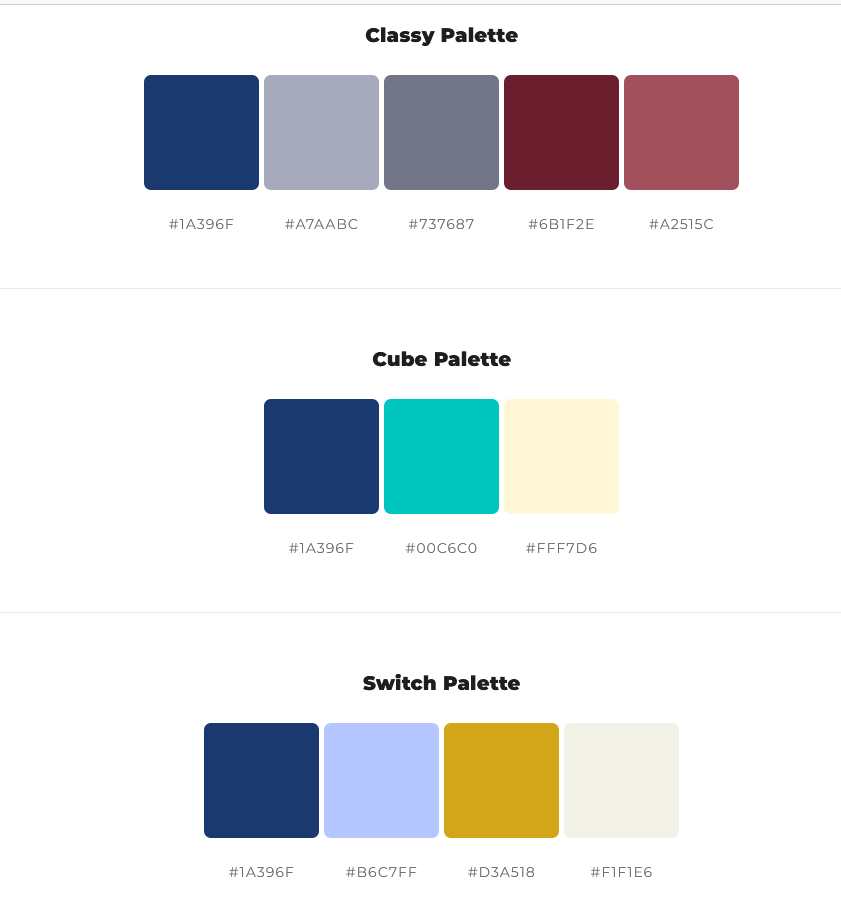 Classy Palette
#1A396F #A7AABC #737687 #6B1F2E #A2515C
Cube Palette
#1A396F #00C6C0 #FFF7D6
Switch Palette
#1A396F #B6C7FF #D3A518 #F1F1E6